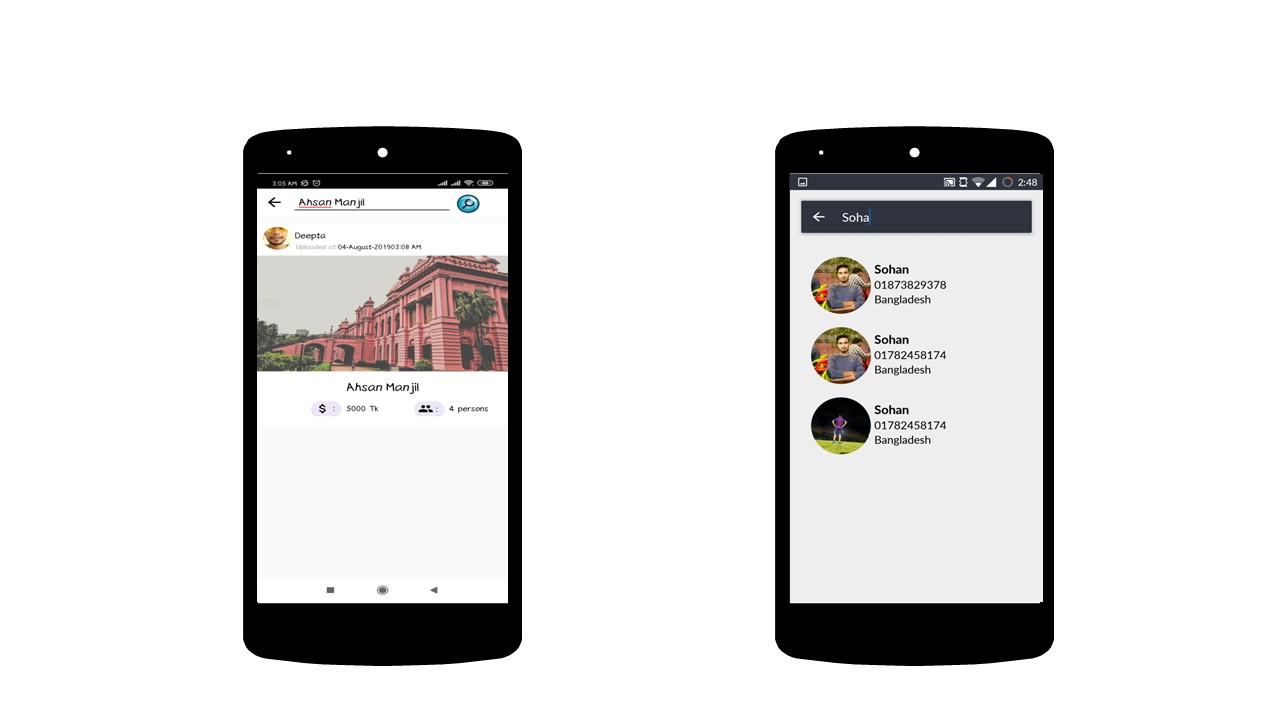 3:05 AM
Ahsan Manjil
Deepta
Uploaded at 04-August-201903:08 AM
Ahsan Manjil
$ : 5000 Tk : 4 persons
2:48
Soha
Sohan
01873829378
Bangladesh
Sohan
01782458174
Bangladesh
Sohan
01782458174
Bangladesh